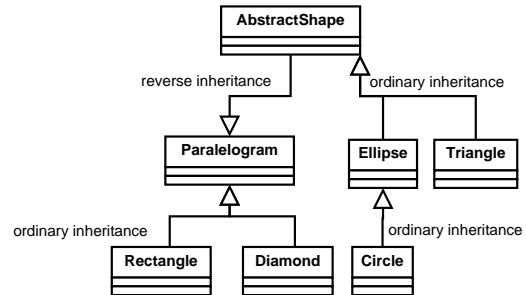 AbstractShape
reverse inheritance
ordinary inheritance
Paralelogram
Ellipse
Triangle
ordinary inheritance
ordinary inheritance
Rectangle
Diamond
Circle